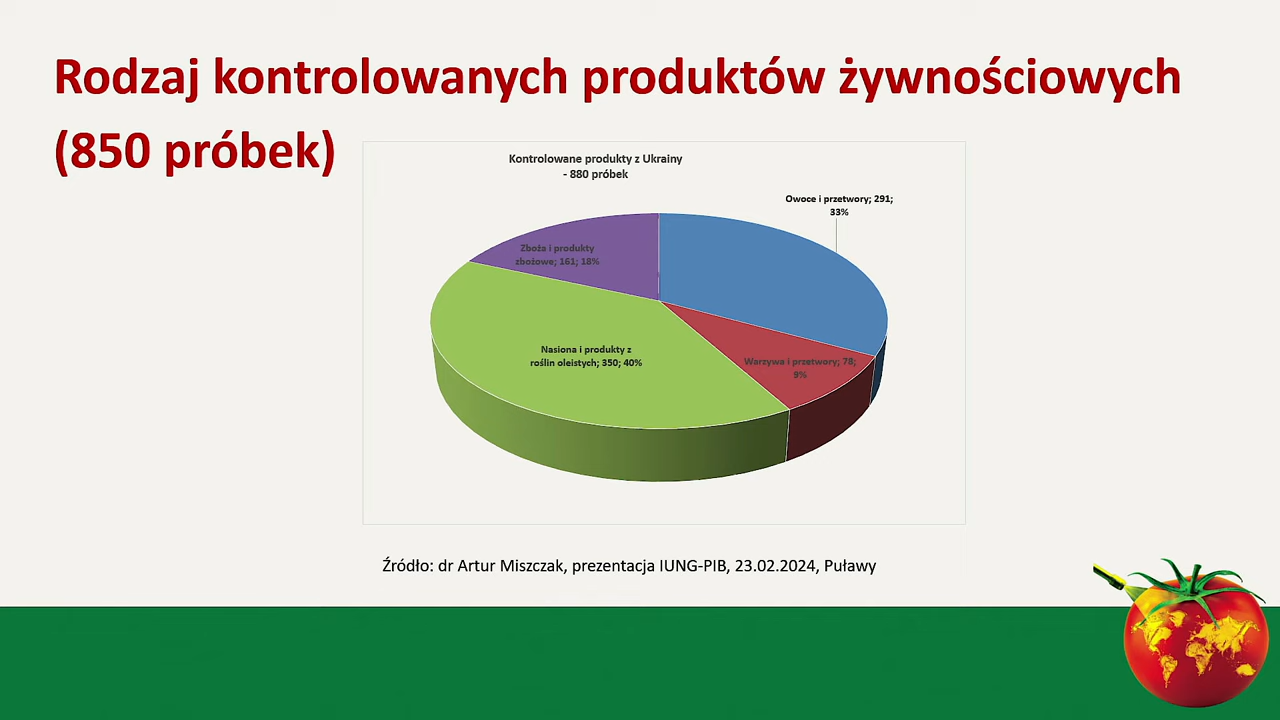 Rodzaj kontrolowanych produktów żywnościowych
(850 próbek)
Kontrolowane produkty z Ukrainy
- 880 próbek
Owoce i przetwory; 291;
33%
Zboża i produkty
zbożowe; 161; 18%
Nasiona i produkty z
roślin oleistych; 350; 40%
Warzywa i przetwory; 78;
9%
Źródło: dr Artur Miszczak, prezentacja IUNG-PIB, 23.02.2024, Puławy